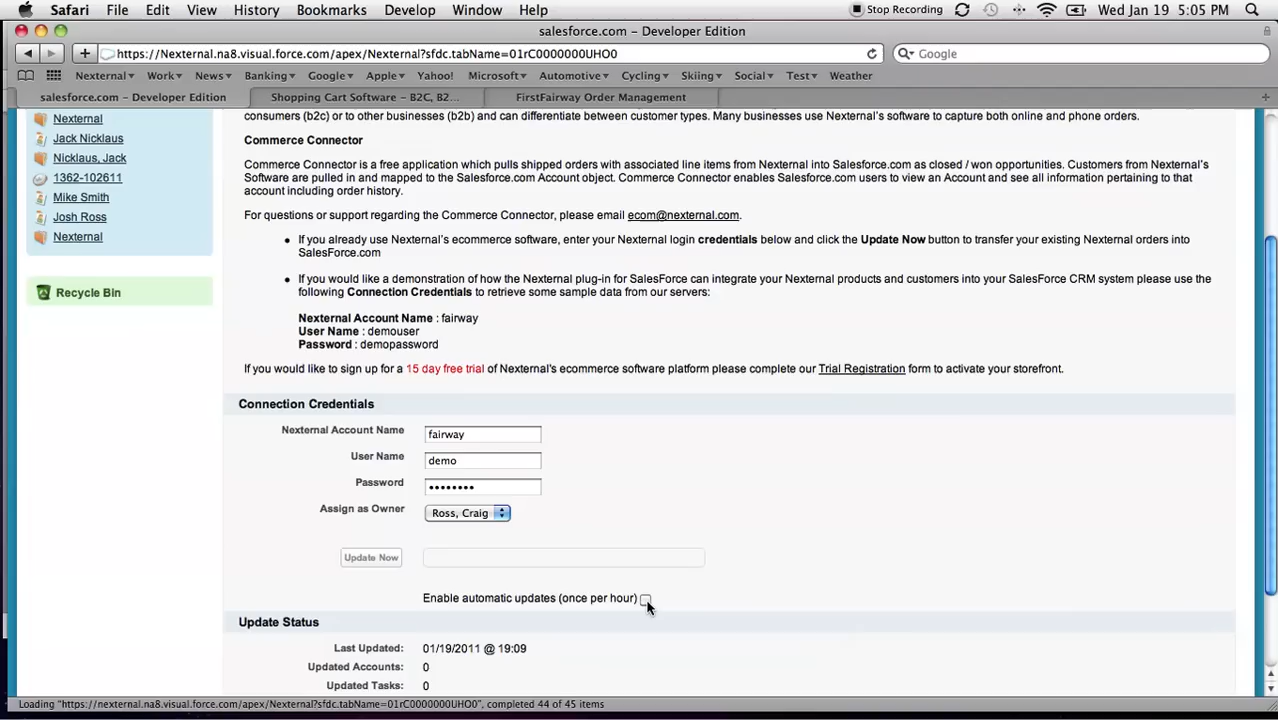 Safari File Edit View History Bookmarks Develop Window Help Stop Recording Wed Jan 19 5:05 PM
salesforce.com – Developer Edition
https://Nexternal.na8.visual.force.com/apex/Nexternal?sfdc.tabName=01rC0000000UHO0 Google
Nexternal Work News Banking Google Apple Yahoo! Microsoft Automotive Cycling Skiing Social Test Weather
salesforce.com – Developer Edition Shopping Cart Software – B2C, B2... FirstFairway Order Management
Nexternal
Jack Nicklaus
Nicklaus, Jack
1362-102611
Mike Smith
Josh Ross
Nexternal
Recycle Bin
consumers (b2c) or to other businesses (b2b) and can differentiate between customer types. Many businesses use Nexternal's software to capture both online and phone orders.
Commerce Connector
Commerce Connector is a free application which pulls shipped orders with associated line items from Nexternal into Salesforce.com as closed / won opportunities. Customers from Nexternal's
Software are pulled in and mapped to the Salesforce.com Account object. Commerce Connector enables Salesforce.com users to view an Account and see all information pertaining to that
account including order history.
For questions or support regarding the Commerce Connector, please email ecom@nexternal.com.
• If you already use Nexternal's ecommerce software, enter your Nexternal login credentials below and click the Update Now button to transfer your existing Nexternal orders into
SalesForce.com
• If you would like a demonstration of how the Nexternal plug-in for SalesForce can integrate your Nexternal products and customers into your SalesForce CRM system please use the
following Connection Credentials to retrieve some sample data from our servers:
Nexternal Account Name : fairway
User Name : demouser
Password : demopassword
If you would like to sign up for a 15 day free trial of Nexternal's ecommerce software platform please complete our Trial Registration form to activate your storefront.
Connection Credentials
Nexternal Account Name fairway
User Name demo
Password ••••••••
Assign as Owner Ross, Craig
Update Now
Enable automatic updates (once per hour)
Update Status
Last Updated: 01/19/2011 @ 19:09
Updated Accounts: 0
Updated Tasks: 0
Loading "https://nexternal.na8.visual.force.com/apex/Nexternal?sfdc.tabName=01rC0000000UHO0", completed 44 of 45 items